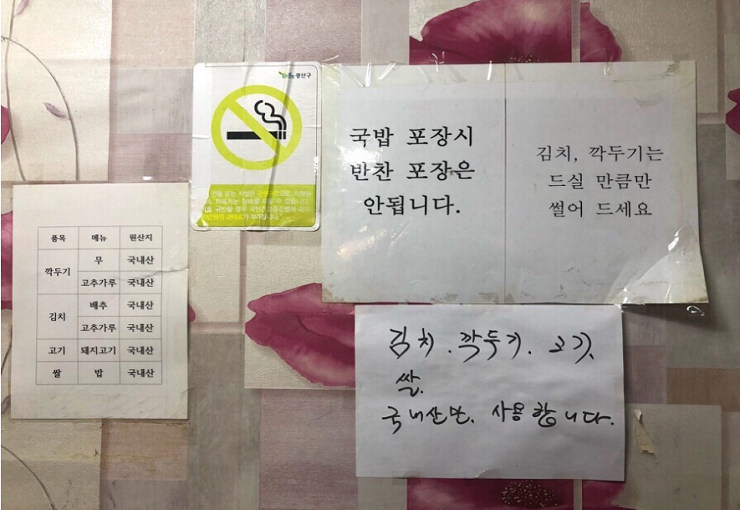 품목 메뉴 원산지
깍두기 무 국내산
고추가루 국내산
김치 배추 국내산
고추가루 국내산
고기 돼지고기 국내산
쌀 밥 국내산
광산구
국밥 포장시
반찬 포장은
안됩니다.
김치, 깍두기는
드실 만큼만
썰어 드세요
김치. 깍두기. 고기.
쌀.
국내산만. 사용합니다.